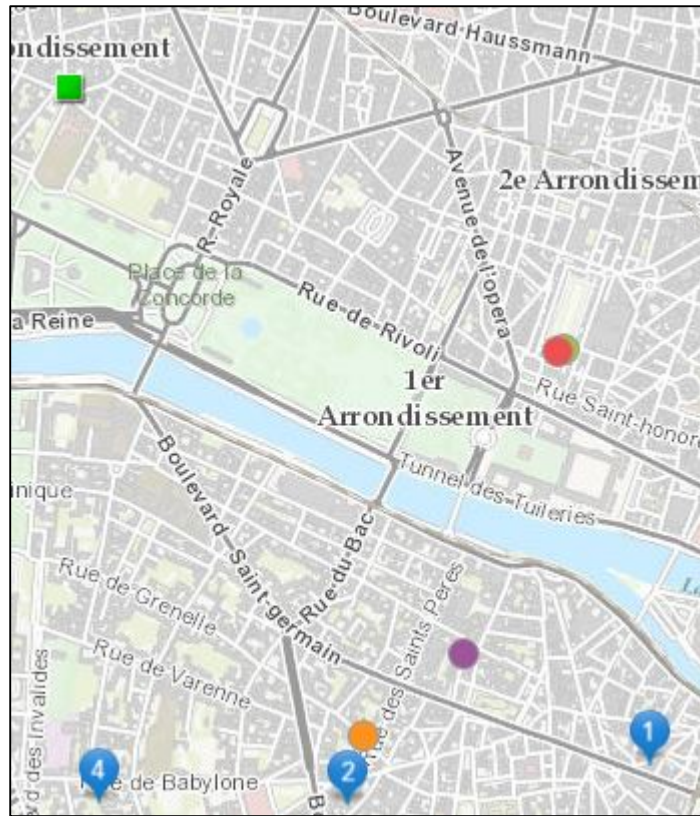 Boulevard Haussmann
ondissement
Avenue de l'opera
2e Arrondissem
R Royale
Place de la
Concorde
Rue-de-Rivoli
a Reine
1er
Arrondissement
Rue Saint-honor
Tunnel-des-Tuileries
inique
Boulevard-Saint-germain
Rue du Bac
Rue de Grenelle
Rue des Saints Peres
Rue de Varenne
d des Invalides
1
2
4
e de Babylone